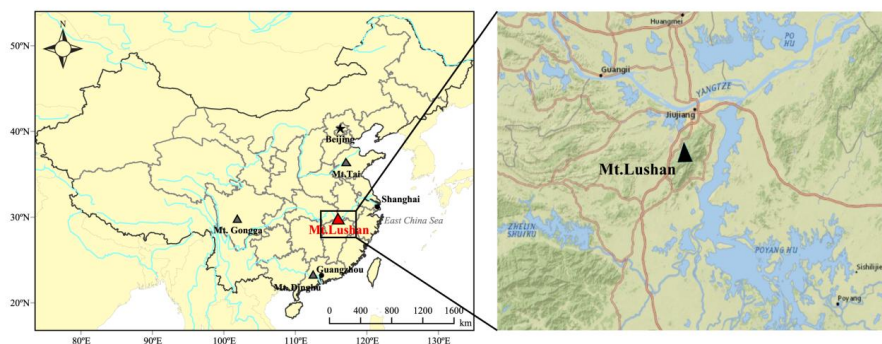 N
50°N
40°N
30°N
20°N
80°E
90°E
100°E
110°E
120°E
130°E
Beijing
Mt.Tai
Shanghai
East China Sea
Mt. Gongga
Mt.Lushan
Guangzhou
Mt.Dinghu
0 400 800 1200 1600
km
Huangmei
PO
HU
Guangji
YANGTZE
Jiujiang
Mt.Lushan
ZHELIN
SHUIKU
POYANG HU
Sishilijie
Poyang